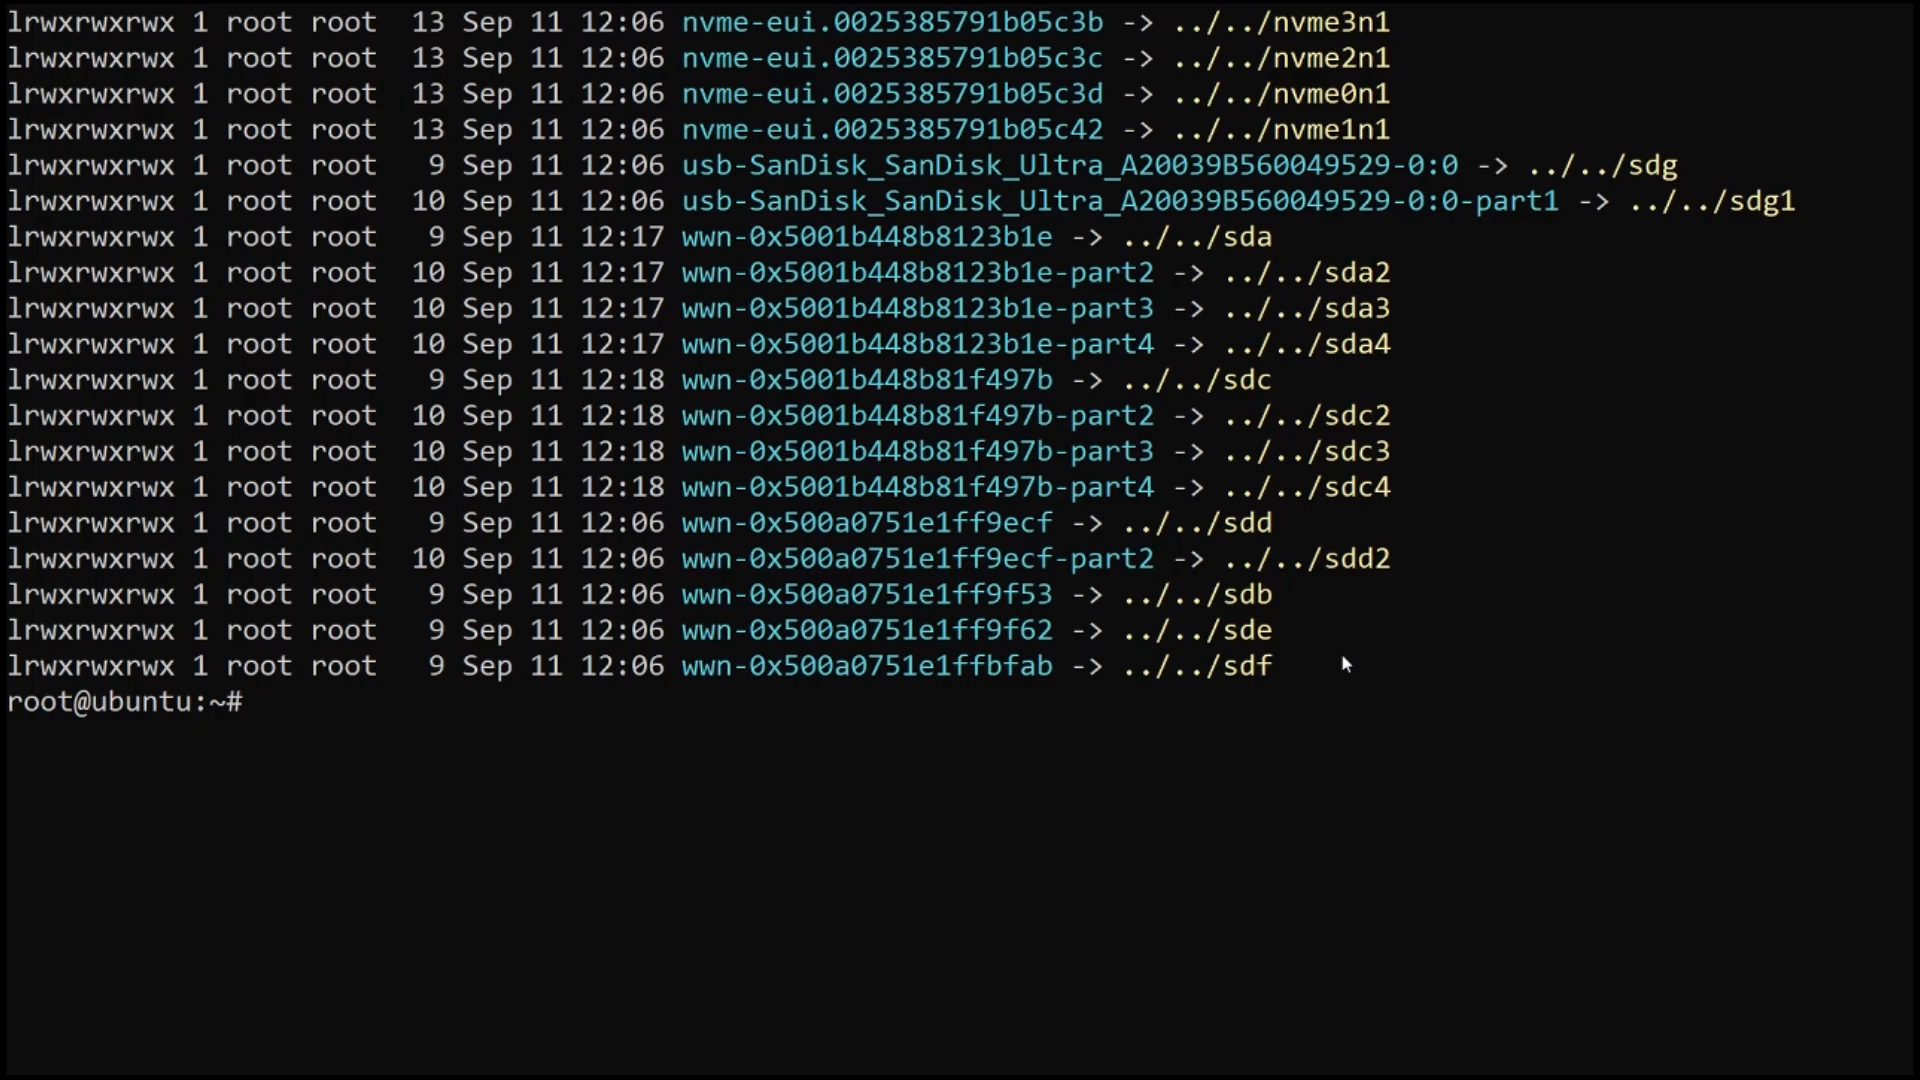 lrwxrwxrwx 1 root root  13 Sep 11 12:06 nvme-eui.0025385791b05c3b -> ../../nvme3n1
lrwxrwxrwx 1 root root  13 Sep 11 12:06 nvme-eui.0025385791b05c3c -> ../../nvme2n1
lrwxrwxrwx 1 root root  13 Sep 11 12:06 nvme-eui.0025385791b05c3d -> ../../nvme0n1
lrwxrwxrwx 1 root root  13 Sep 11 12:06 nvme-eui.0025385791b05c42 -> ../../nvme1n1
lrwxrwxrwx 1 root root   9 Sep 11 12:06 usb-SanDisk_SanDisk_Ultra_A20039B560049529-0:0 -> ../../sdg
lrwxrwxrwx 1 root root  10 Sep 11 12:06 usb-SanDisk_SanDisk_Ultra_A20039B560049529-0:0-part1 -> ../../sdg1
lrwxrwxrwx 1 root root   9 Sep 11 12:17 wwn-0x5001b448b8123b1e -> ../../sda
lrwxrwxrwx 1 root root  10 Sep 11 12:17 wwn-0x5001b448b8123b1e-part2 -> ../../sda2
lrwxrwxrwx 1 root root  10 Sep 11 12:17 wwn-0x5001b448b8123b1e-part3 -> ../../sda3
lrwxrwxrwx 1 root root  10 Sep 11 12:17 wwn-0x5001b448b8123b1e-part4 -> ../../sda4
lrwxrwxrwx 1 root root   9 Sep 11 12:18 wwn-0x5001b448b81f497b -> ../../sdc
lrwxrwxrwx 1 root root  10 Sep 11 12:18 wwn-0x5001b448b81f497b-part2 -> ../../sdc2
lrwxrwxrwx 1 root root  10 Sep 11 12:18 wwn-0x5001b448b81f497b-part3 -> ../../sdc3
lrwxrwxrwx 1 root root  10 Sep 11 12:18 wwn-0x5001b448b81f497b-part4 -> ../../sdc4
lrwxrwxrwx 1 root root   9 Sep 11 12:06 wwn-0x500a0751e1ff9ecf -> ../../sdd
lrwxrwxrwx 1 root root  10 Sep 11 12:06 wwn-0x500a0751e1ff9ecf-part2 -> ../../sdd2
lrwxrwxrwx 1 root root   9 Sep 11 12:06 wwn-0x500a0751e1ff9f53 -> ../../sdb
lrwxrwxrwx 1 root root   9 Sep 11 12:06 wwn-0x500a0751e1ff9f62 -> ../../sde
lrwxrwxrwx 1 root root   9 Sep 11 12:06 wwn-0x500a0751e1ffbfab -> ../../sdf
root@ubuntu:~#